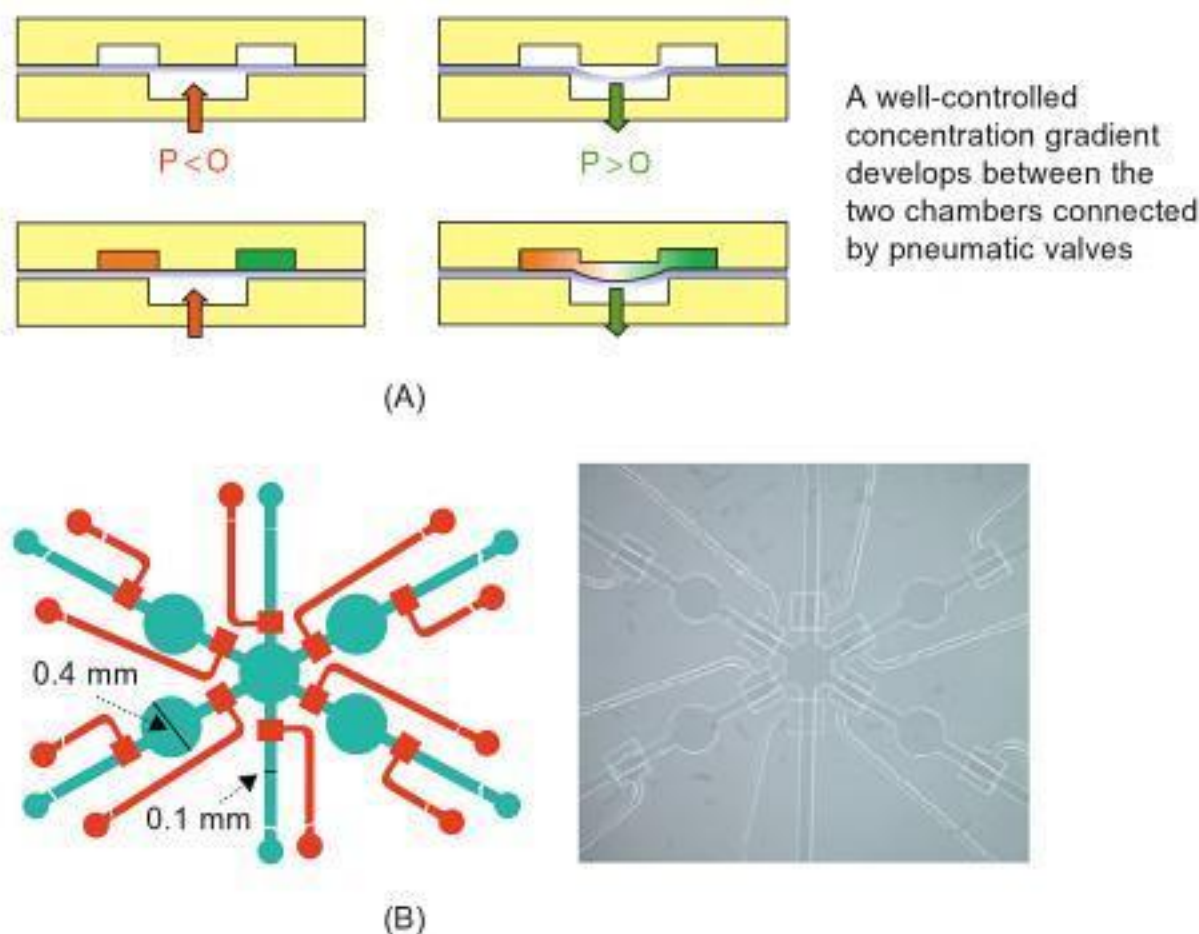 P<O
P>O
A well-controlled
concentration gradient
develops between the
two chambers connected
by pneumatic valves
(A)
0.4 mm
0.1 mm
(B)